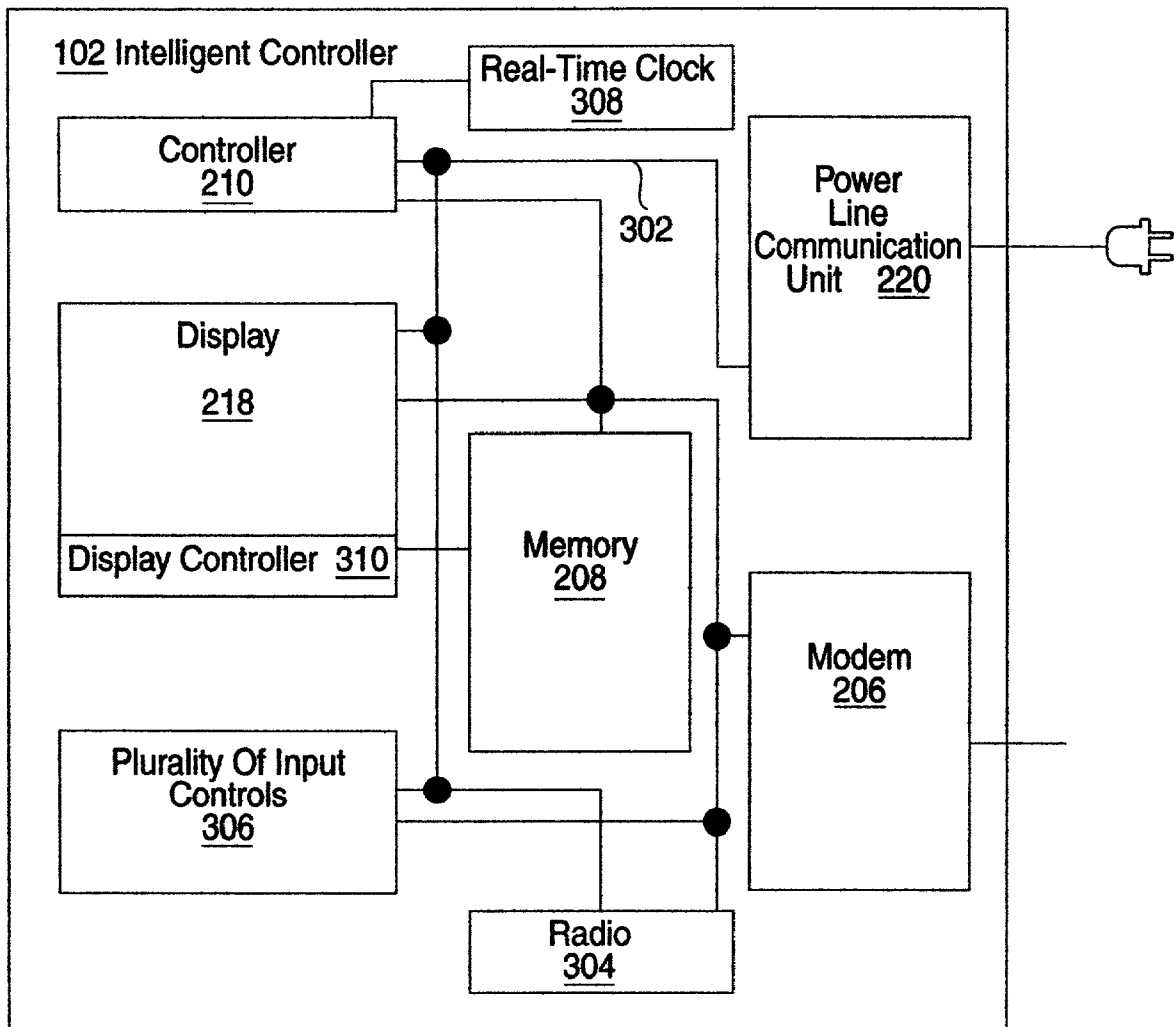 102 Intelligent Controller
Real-Time Clock
308
Controller
210
302
Power
Line
Communication
Unit 220
Display
218
Display Controller 310
Memory
208
Modem
206
Plurality Of Input
Controls
306
Radio
304